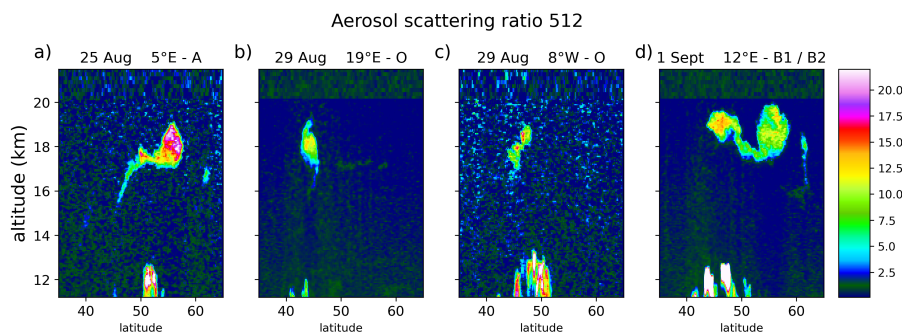 Aerosol scattering ratio 512
a) 25 Aug 5°E - A
b) 29 Aug 19°E - O
c) 29 Aug 8°W - O
d) 1 Sept 12°E - B1 / B2
altitude (km)
20
18
16
14
12
40 50 60
latitude
40 50 60
latitude
40 50 60
latitude
40 50 60
latitude
20.0
17.5
15.0
12.5
10.0
7.5
5.0
2.5